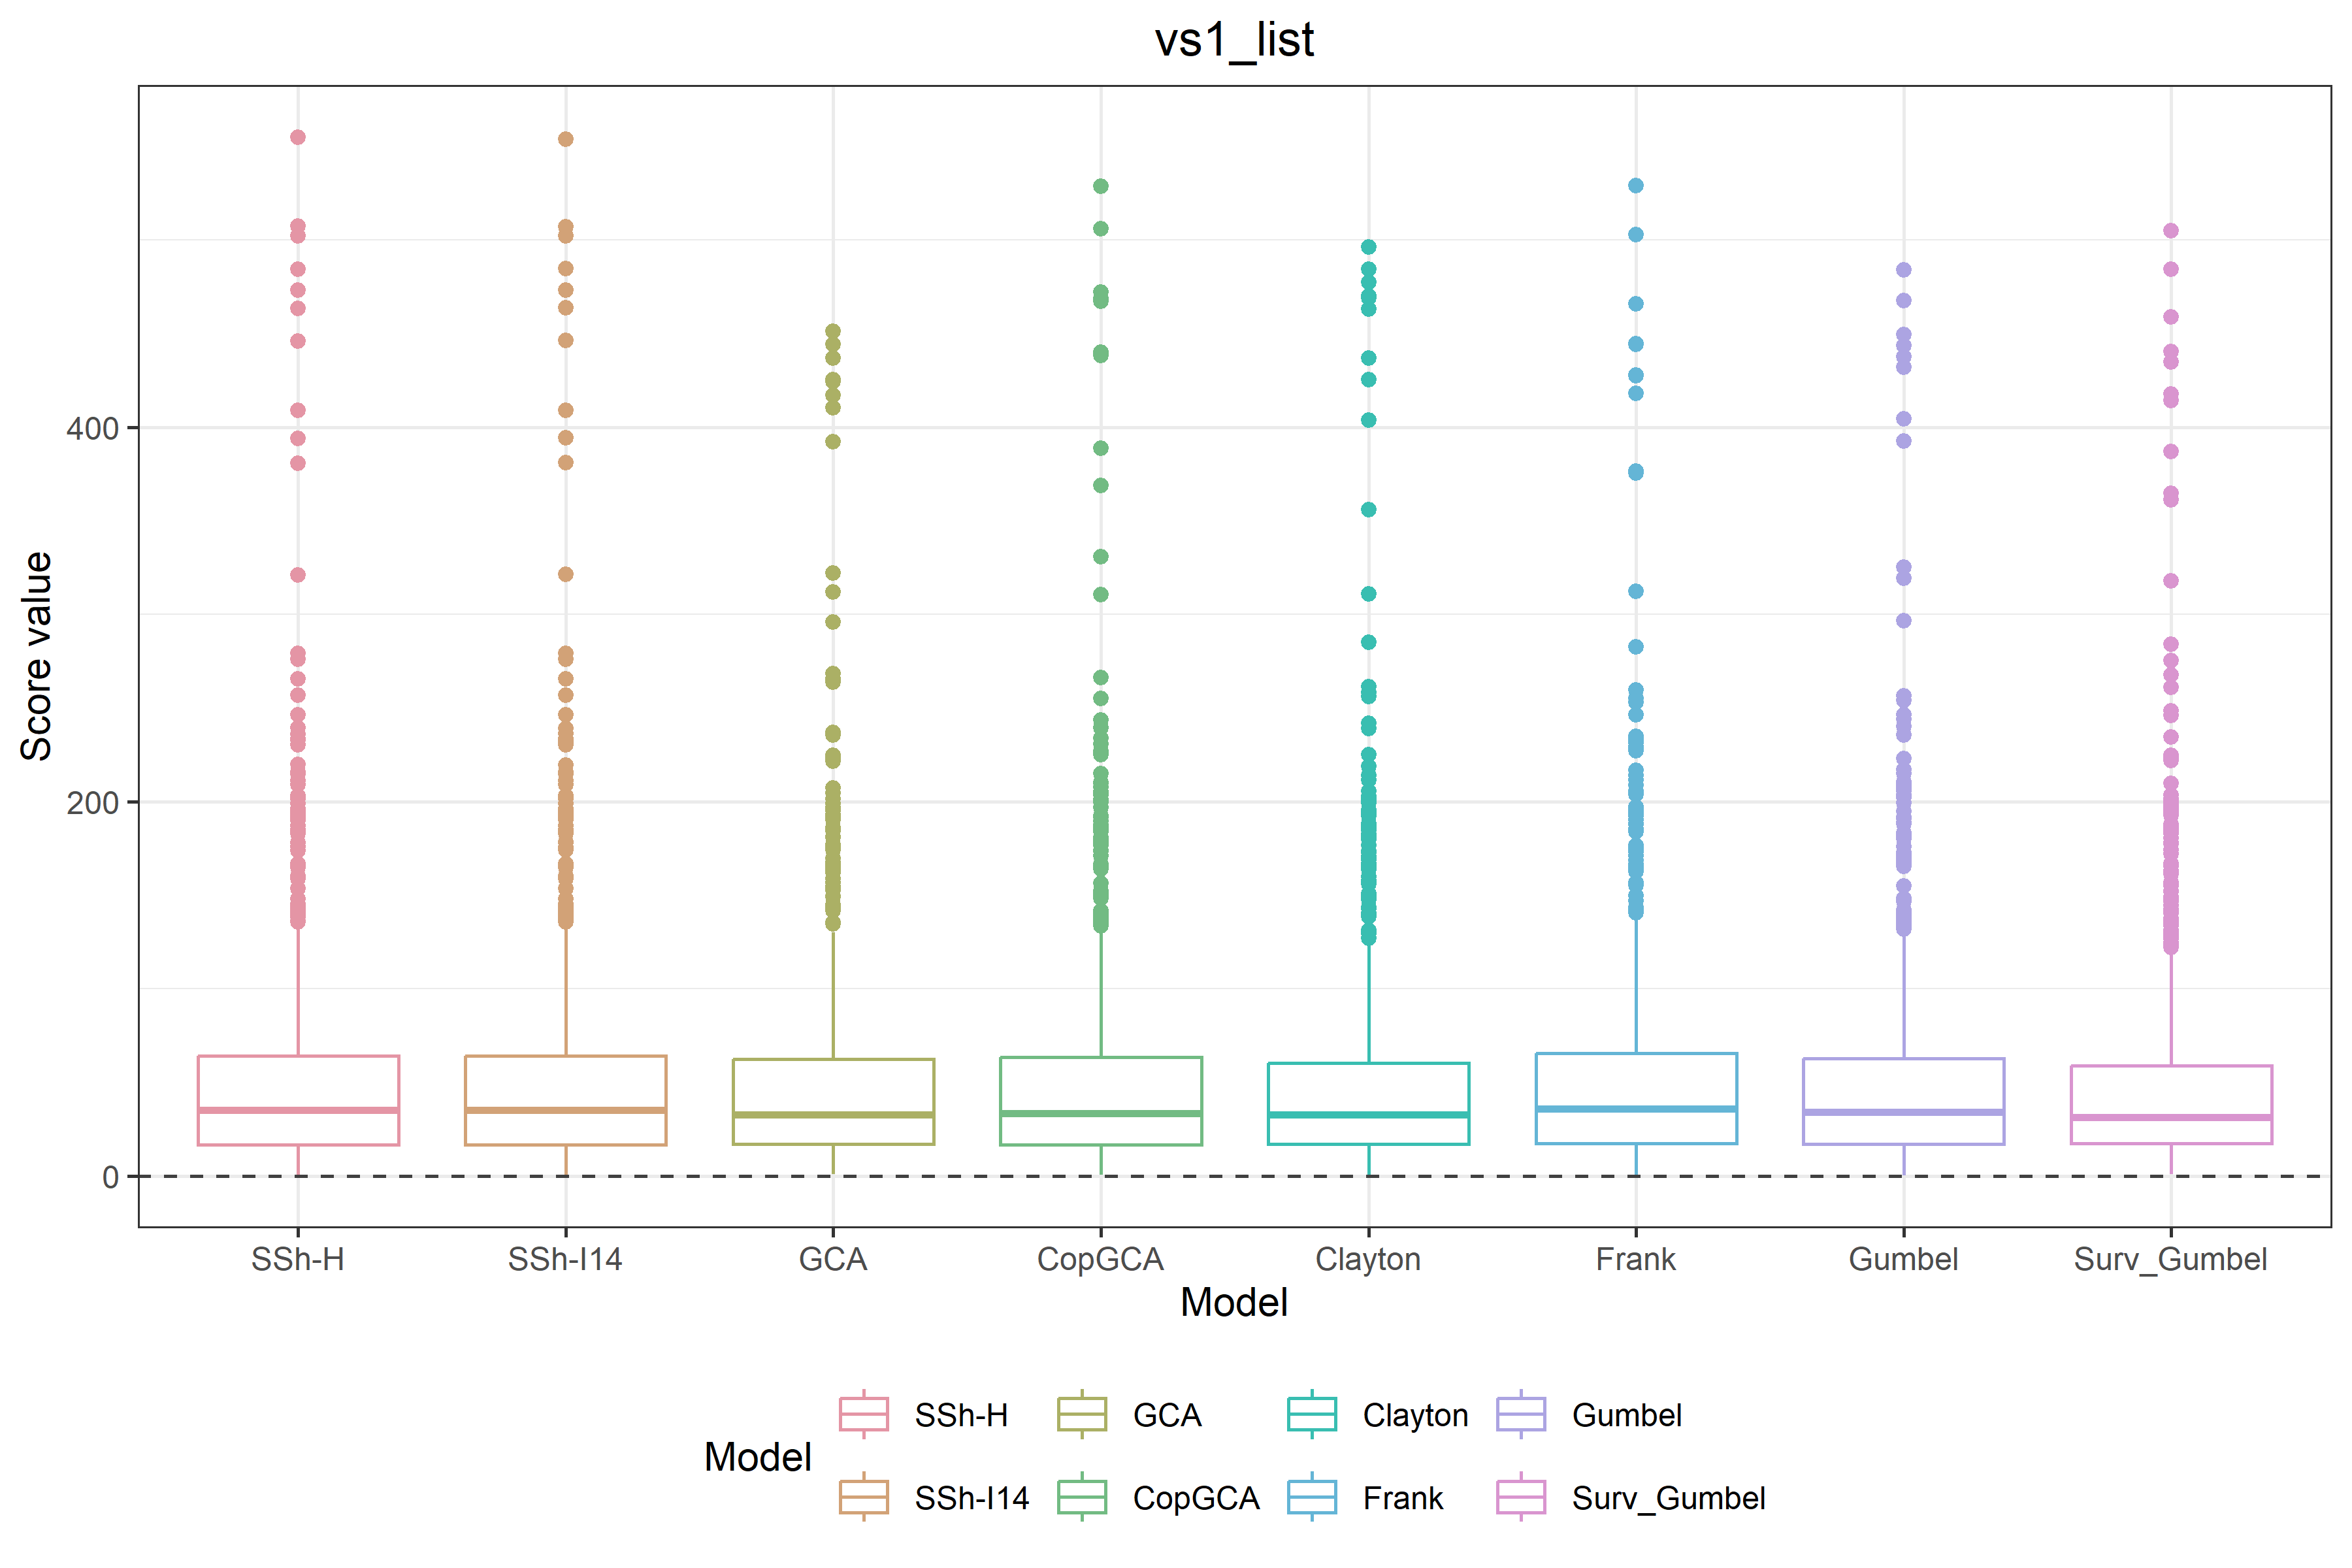 vs1_list
Score value
400
200
0
SSh-H SSh-I14 GCA CopGCA Clayton Frank Gumbel Surv_Gumbel
Model
Model
SSh-H GCA Clayton Gumbel
SSh-I14 CopGCA Frank Surv_Gumbel